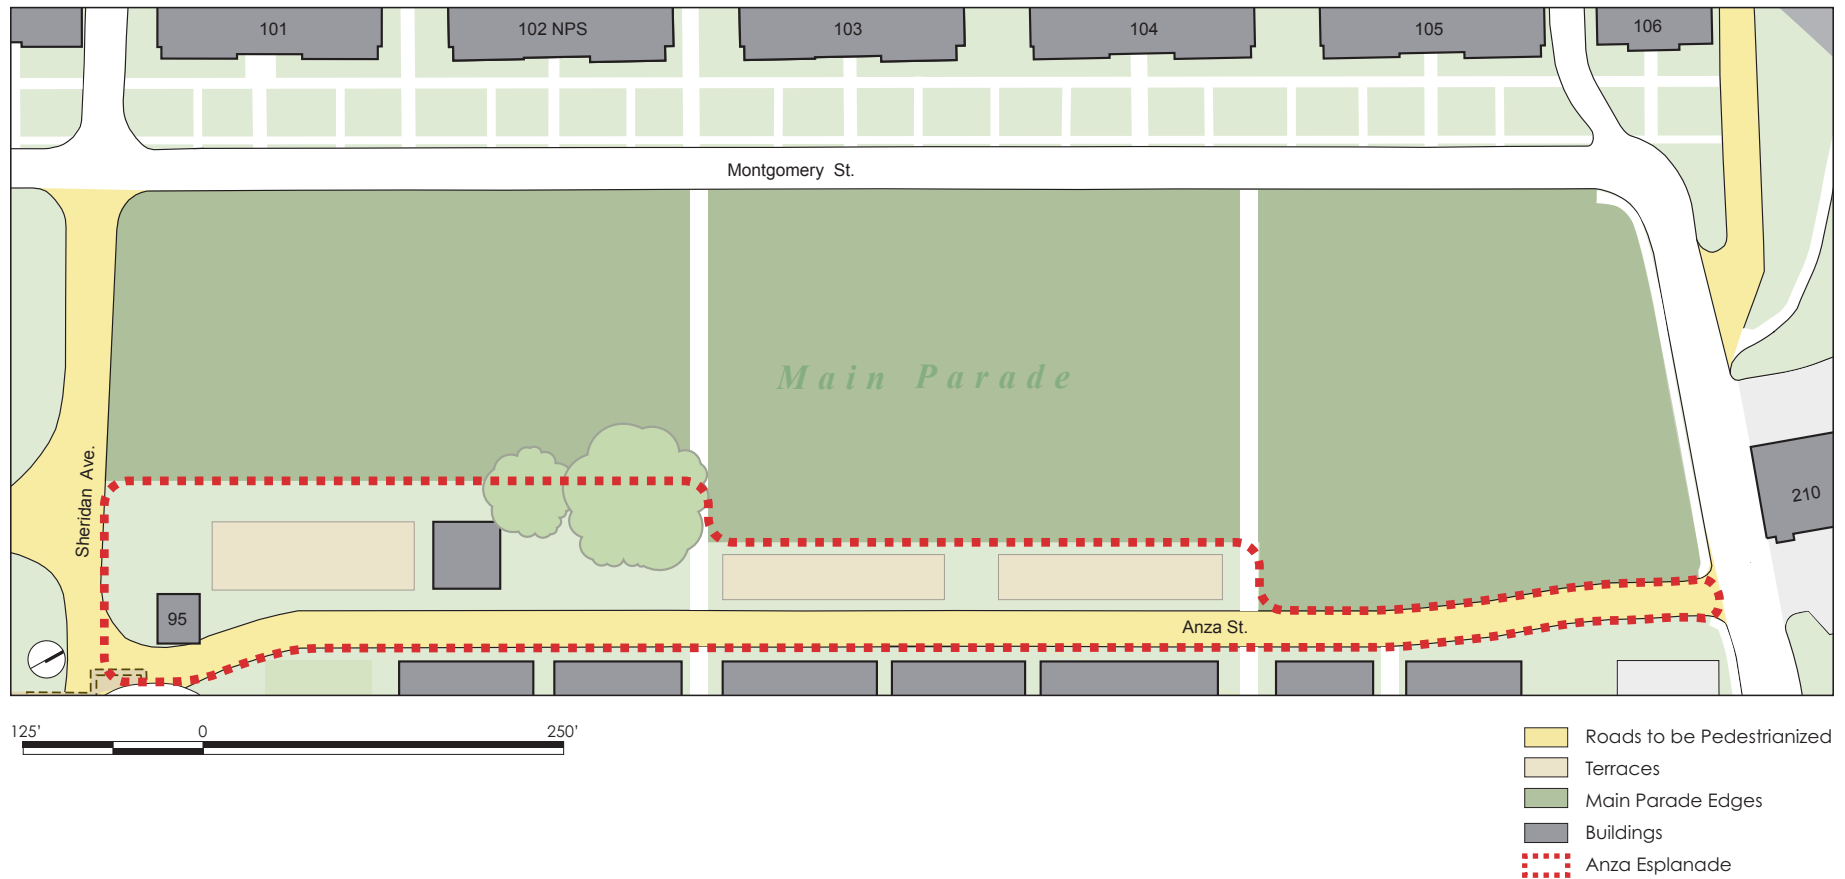 101
102 NPS
103
104
105
106
Montgomery St.
Main Parade
Sheridan Ave.
210
95
Anza St.
125' 0 250'
Roads to be Pedestrianized
Terraces
Main Parade Edges
Buildings
Anza Esplanade